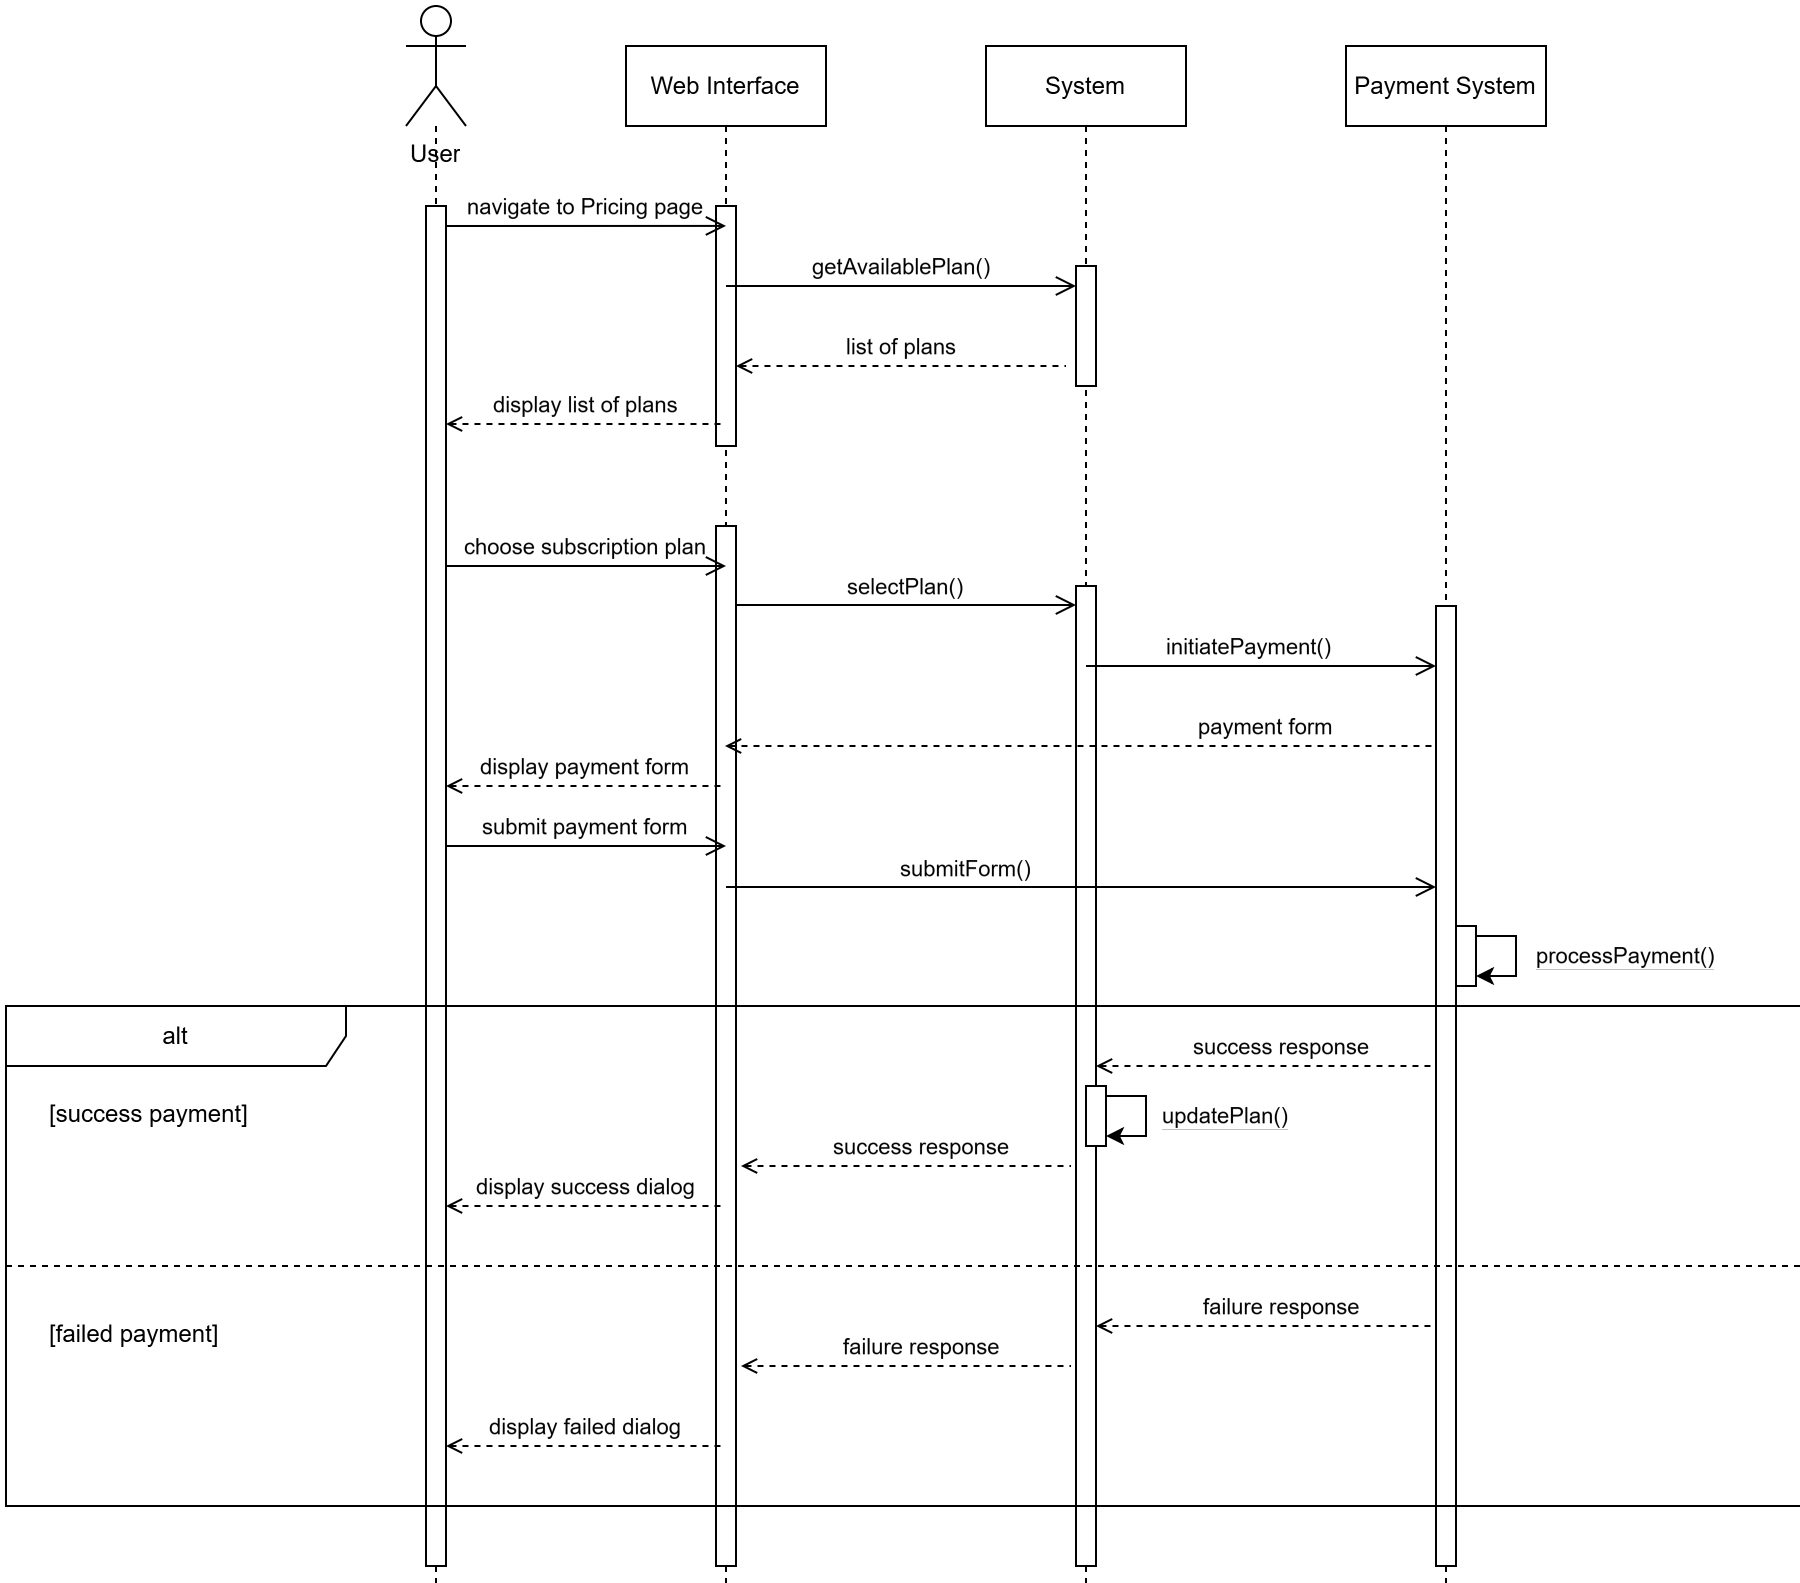 User
Web Interface
System
Payment System
navigate to Pricing page
getAvailablePlan()
list of plans
display list of plans
choose subscription plan
selectPlan()
initiatePayment()
payment form
display payment form
submit payment form
submitForm()
processPayment()
alt
success response
[success payment]
updatePlan()
success response
display success dialog
failure response
[failed payment]
failure response
display failed dialog